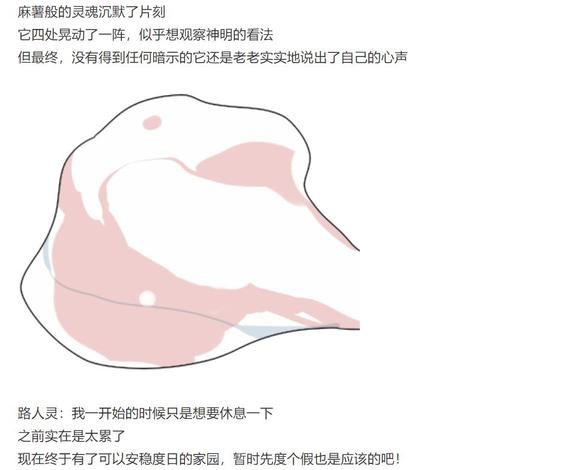 麻薯般的灵魂沉默了片刻
它四处晃动了一阵，似乎想观察神明的看法
但最终，没有得到任何暗示的它还是老老实实地说出了自己的心声
路人灵：我一开始的时候只是想要休息一下
之前实在是太累了
现在终于有了可以安稳度日的家园，暂时先度个假也是应该的吧！